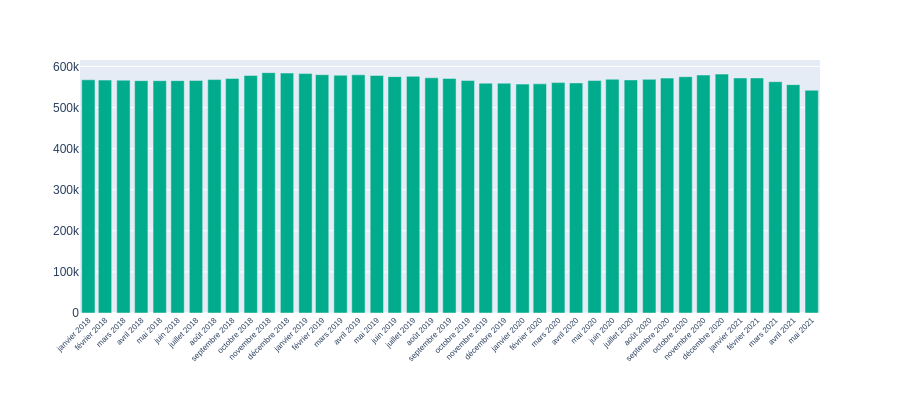 600k
500k
400k
300k
200k
100k
0
janvier 2018
février 2018
mars 2018
avril 2018
mai 2018
juin 2018
juillet 2018
août 2018
septembre 2018
octobre 2018
novembre 2018
décembre 2018
janvier 2019
février 2019
mars 2019
avril 2019
mai 2019
juin 2019
juillet 2019
août 2019
septembre 2019
octobre 2019
novembre 2019
décembre 2019
janvier 2020
février 2020
mars 2020
avril 2020
mai 2020
juin 2020
juillet 2020
août 2020
septembre 2020
octobre 2020
novembre 2020
décembre 2020
janvier 2021
février 2021
mars 2021
avril 2021
mai 2021